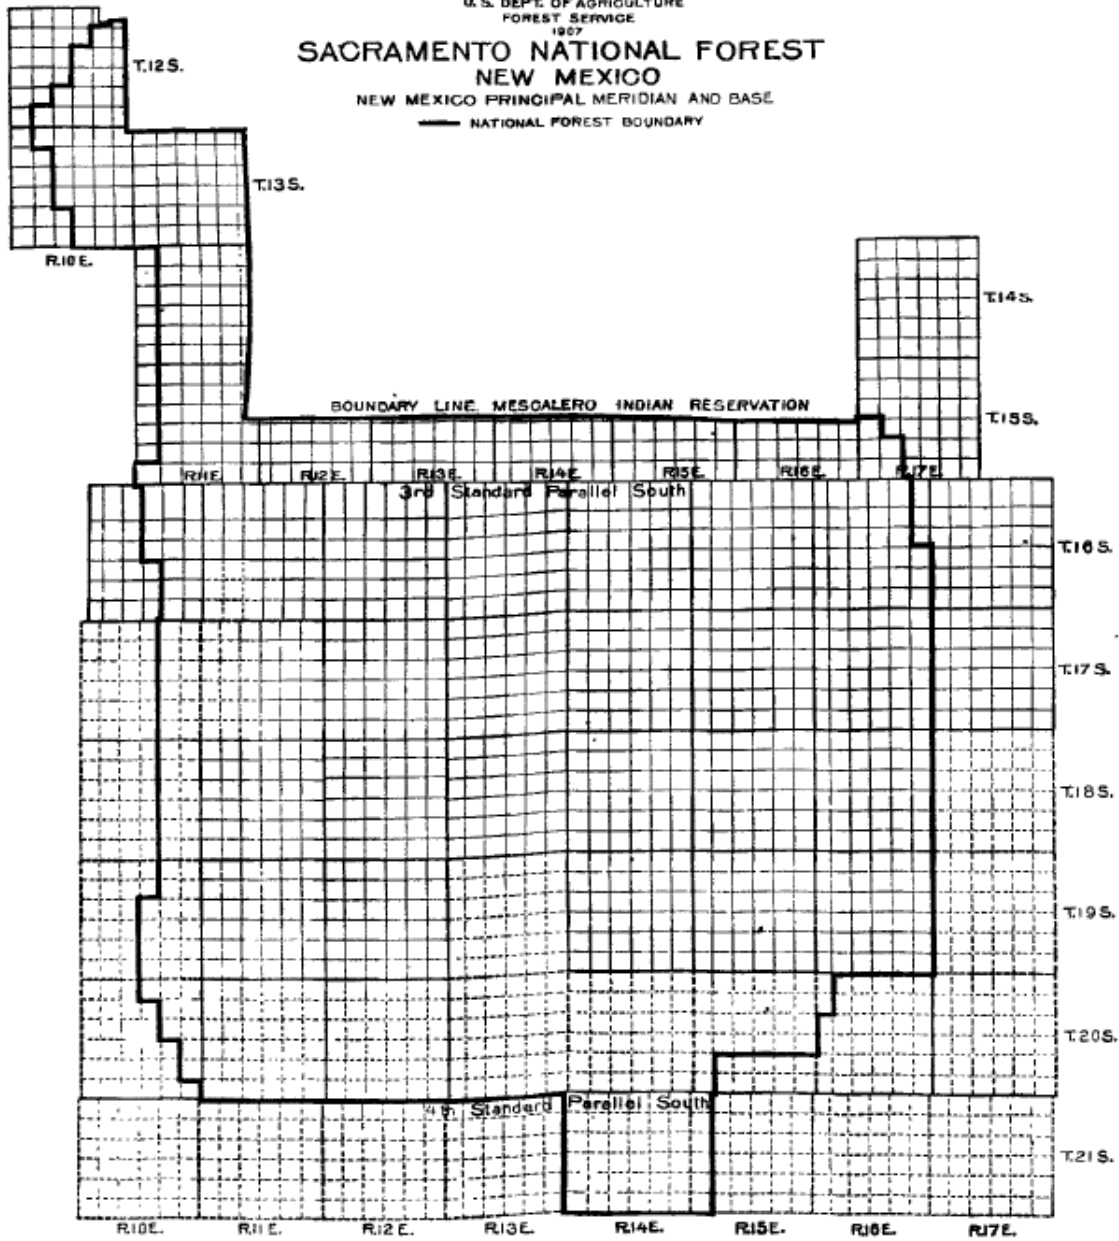 U. S. DEPT. OF AGRICULTURE
FOREST SERVICE
1907
SACRAMENTO NATIONAL FOREST
NEW MEXICO
NEW MEXICO PRINCIPAL MERIDIAN AND BASE
NATIONAL FOREST BOUNDARY
T.12S.
T.13S.
R.10E.
T.14S.
BOUNDARY LINE MESCALERO INDIAN RESERVATION
T.15S.
R.11E. R.12E. R.13E. R.14E. R.15E. R.16E. R.17E.
3rd Standard Parallel South
T.16S.
T.17S.
T.18S.
T.19S.
T.20S.
4th Standard Parallel South
T.21S.
R.10E. R.11E. R.12E. R.13E. R.14E. R.15E. R.16E. R.17E.